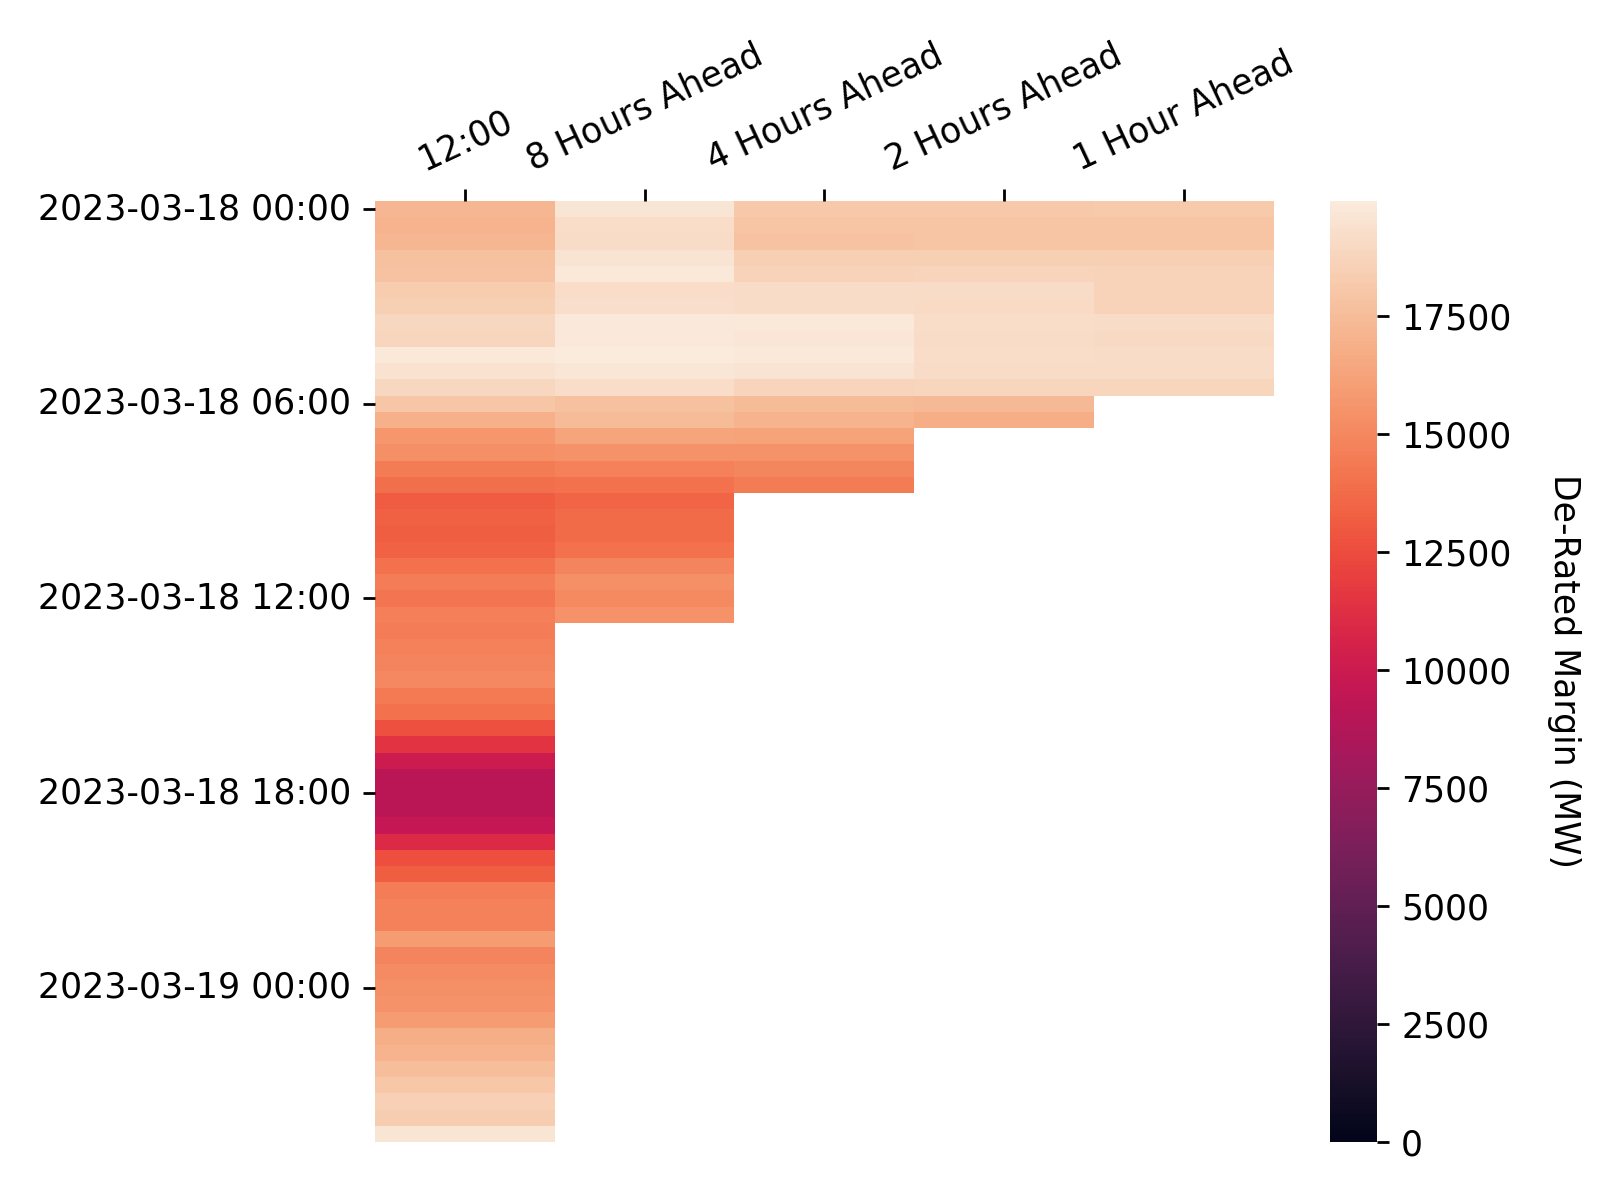 12:00
8 Hours Ahead
4 Hours Ahead
2 Hours Ahead
1 Hour Ahead
2023-03-18 00:00
2023-03-18 06:00
2023-03-18 12:00
2023-03-18 18:00
2023-03-19 00:00
17500
15000
12500
10000
7500
5000
2500
0
De-Rated Margin (MW)